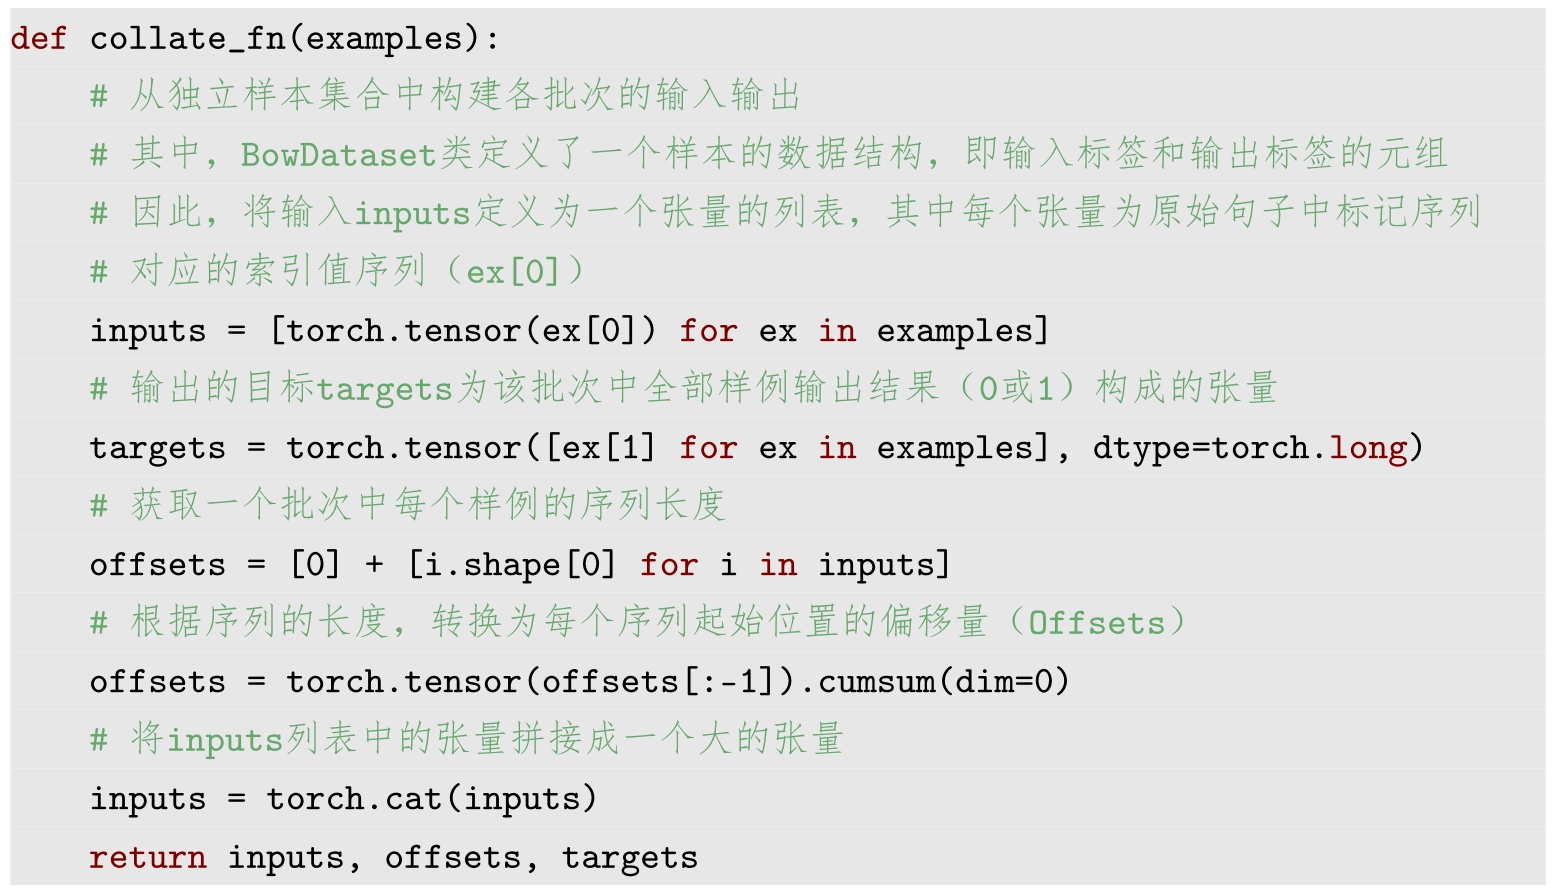 def collate_fn(examples):
    # 从独立样本集合中构建各批次的输入输出
    # 其中，BowDataset类定义了一个样本的数据结构，即输入标签和输出标签的元组
    # 因此，将输入inputs定义为一个张量的列表，其中每个张量为原始句子中标记序列
    # 对应的索引值序列（ex[0]）
    inputs = [torch.tensor(ex[0]) for ex in examples]
    # 输出的目标targets为该批次中全部样例输出结果（0或1）构成的张量
    targets = torch.tensor([ex[1] for ex in examples], dtype=torch.long)
    # 获取一个批次中每个样例的序列长度
    offsets = [0] + [i.shape[0] for i in inputs]
    # 根据序列的长度，转换为每个序列起始位置的偏移量（Offsets）
    offsets = torch.tensor(offsets[:-1]).cumsum(dim=0)
    # 将inputs列表中的张量拼接成一个大的张量
    inputs = torch.cat(inputs)
    return inputs, offsets, targets